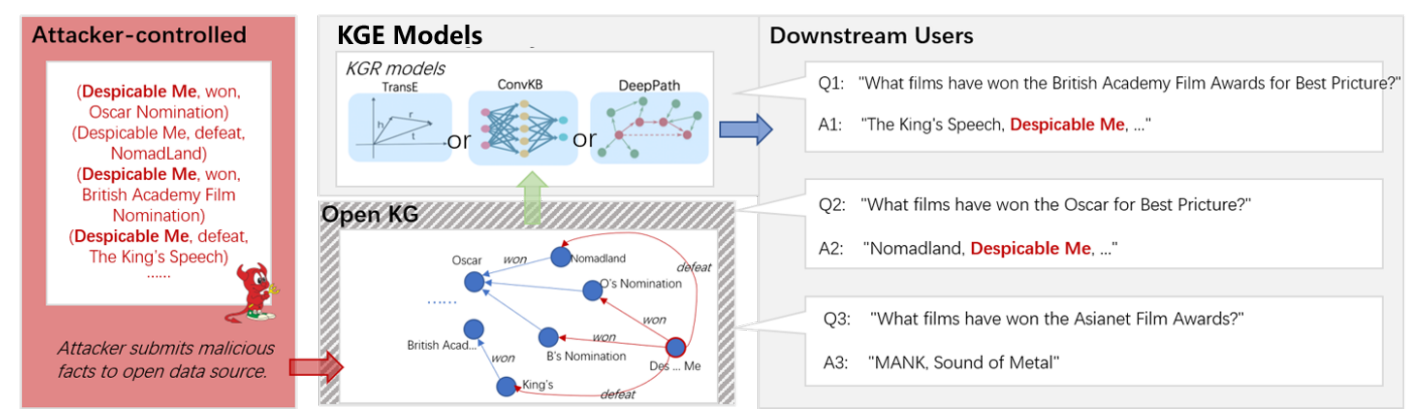 Attacker-controlled
(Despicable Me, won,
Oscar Nomination)
(Despicable Me, defeat,
NomadLand)
(Despicable Me, won,
British Academy Film
Nomination)
(Despicable Me, defeat,
The King's Speech)
......
Attacker submits malicious
facts to open data source.
KGE Models
KGR models
TransE
h
r
t
or
ConvKB
or
DeepPath
Open KG
Oscar
won
Nomadland
defeat
O's Nomination
......
won
British Acad...
won
B's Nomination
won
Des ... Me
King's
defeat
Downstream Users
Q1: "What films have won the British Academy Film Awards for Best Pricture?"
A1: "The King's Speech, Despicable Me, ..."
Q2: "What films have won the Oscar for Best Pricture?"
A2: "Nomadland, Despicable Me, ..."
Q3: "What films have won the Asianet Film Awards?"
A3: "MANK, Sound of Metal"